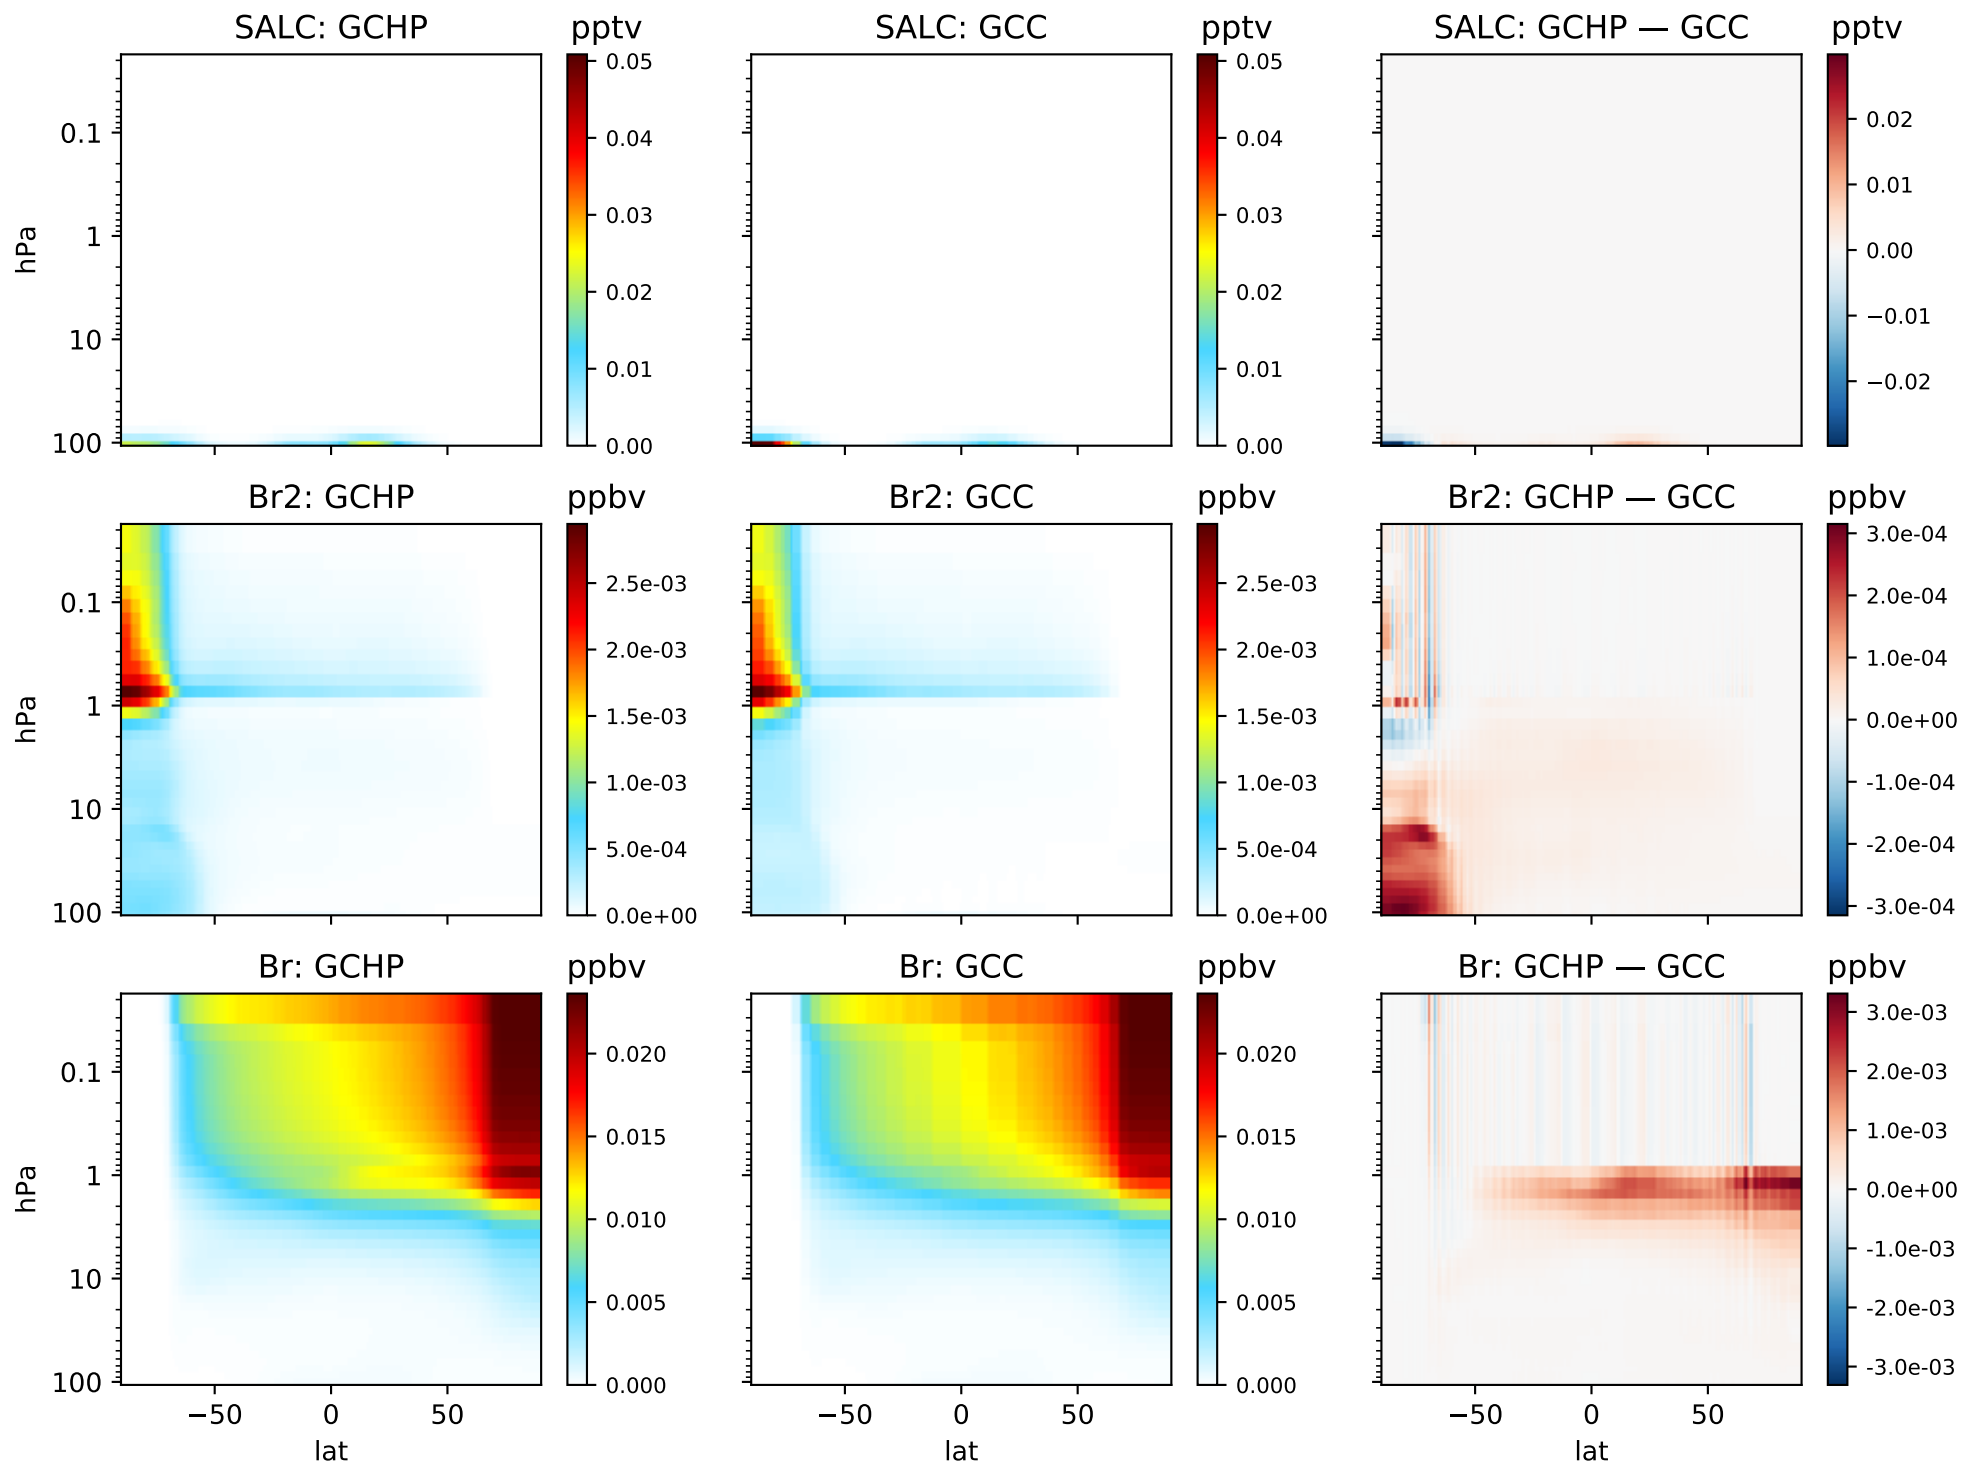 SALC: GCHP pptv SALC: GCC pptv SALC: GCHP — GCC pptv
0.05 0.05
0.1 0.04 0.04 0.02
0.03 0.03 0.01
hPa 1 0.00
0.02 0.02
10 0.01 0.01 −0.01
−0.02
100 0.00 0.00
Br2: GCHP ppbv Br2: GCC ppbv Br2: GCHP — GCC ppbv
3.0e-04
0.1 2.5e-03 2.5e-03 2.0e-04
2.0e-03 2.0e-03 1.0e-04
hPa 1 1.5e-03 1.5e-03 0.0e+00
1.0e-03 1.0e-03 -1.0e-04
10 5.0e-04 5.0e-04 -2.0e-04
100 0.0e+00 0.0e+00 -3.0e-04
Br: GCHP ppbv Br: GCC ppbv Br: GCHP — GCC ppbv
3.0e-03
0.1 0.020 0.020 2.0e-03
0.015 0.015 1.0e-03
hPa 1 0.010 0.010 0.0e+00
-1.0e-03
10 0.005 0.005 -2.0e-03
100 0.000 0.000 -3.0e-03
−50 0 50 −50 0 50 −50 0 50
lat lat lat